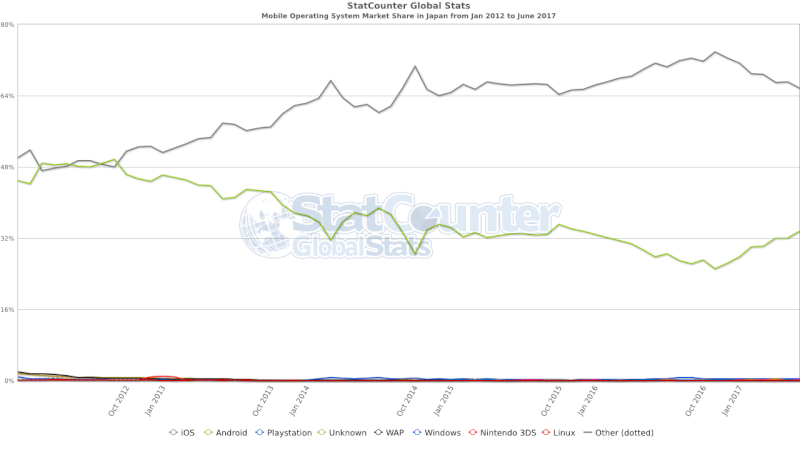 StatCounter Global Stats
Mobile Operating System Market Share in Japan from Jan 2012 to June 2017
80%
64%
48%
32%
16%
0%
StatCounter
GlobalStats
Oct 2012
Jan 2013
Oct 2013
Jan 2014
Oct 2014
Jan 2015
Oct 2015
Jan 2016
Oct 2016
Jan 2017
iOS Android Playstation Unknown WAP Windows Nintendo 3DS Linux Other (dotted)